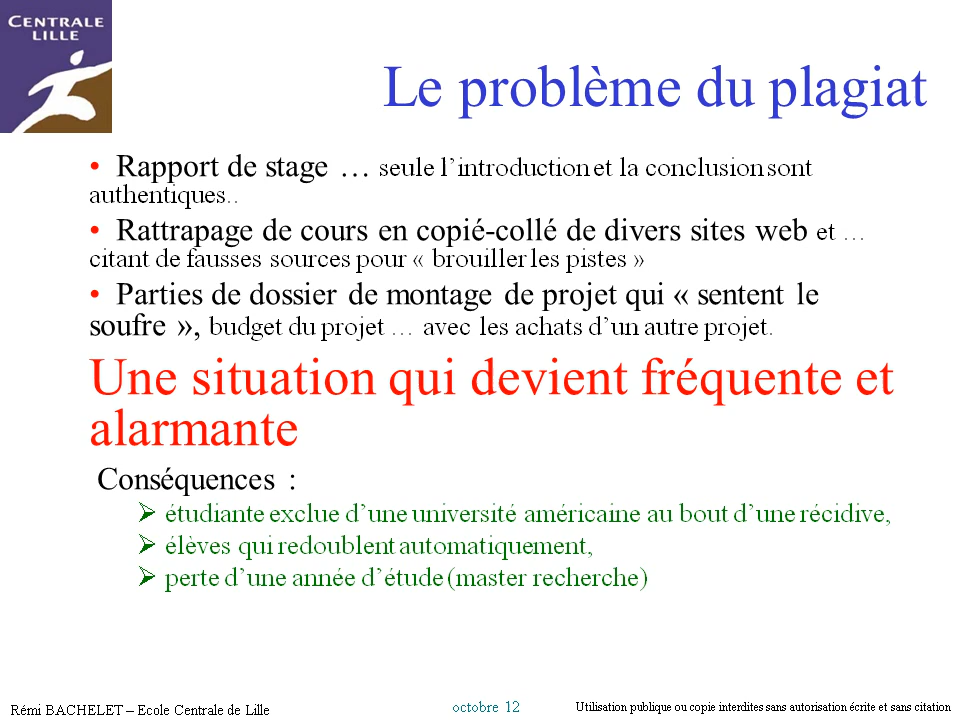 CENTRALE
LILLE
Le problème du plagiat
• Rapport de stage … seule l’introduction et la conclusion sont
authentiques..
• Rattrapage de cours en copié-collé de divers sites web et …
citant de fausses sources pour « brouiller les pistes »
• Parties de dossier de montage de projet qui « sentent le
soufre », budget du projet … avec les achats d’un autre projet.
Une situation qui devient fréquente et
alarmante
Conséquences :
➢ étudiante exclue d’une université américaine au bout d’une récidive,
➢ élèves qui redoublent automatiquement,
➢ perte d’une année d’étude (master recherche)
Rémi BACHELET – Ecole Centrale de Lille
octobre 12
Utilisation publique ou copie interdites sans autorisation écrite et sans citation